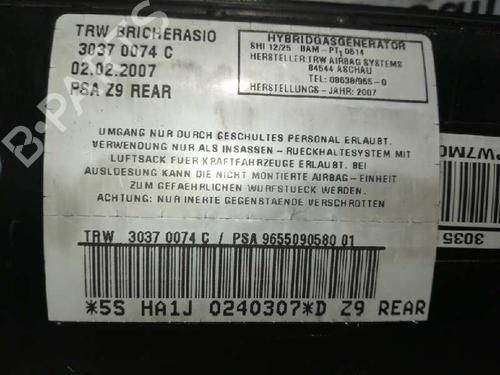 TRW BRICHERASIO
3037 0074 C
02.02.2007
PSA Z9 REAR
HYBRIDGASGENERATOR
SHI 12/25 BAM - PT1 0614
HERSTELLER:TRW AIRBAG SYSTEMS
84544 ASCHAU
TEL: 08638/965-0
HERSTELLUNGS - JAHR: 2007
UMGANG NUR DURCH GESCHULTES PERSONAL ERLAUBT.
VERWENDUNG NUR ALS INSASSEN - RUECKHALTESYSTEM MIT
LUFTSACK FUER KRAFTFAHRZEUGE ERLAUBT. BEI
AUSLOESUNG KANN DIE NICHT MONTIERTE AIRBAG - EINHEIT
ZUM GEFAEHRLICHEN WURFSTUECK WERDEN.
ACHTUNG: NUR INERTE GEGENSTAENDE VERWENDEN
TRW 3037 0074 C / PSA 9655090580 01
*5S HA1J 0240307*D Z9 REAR
PW7M0
3035